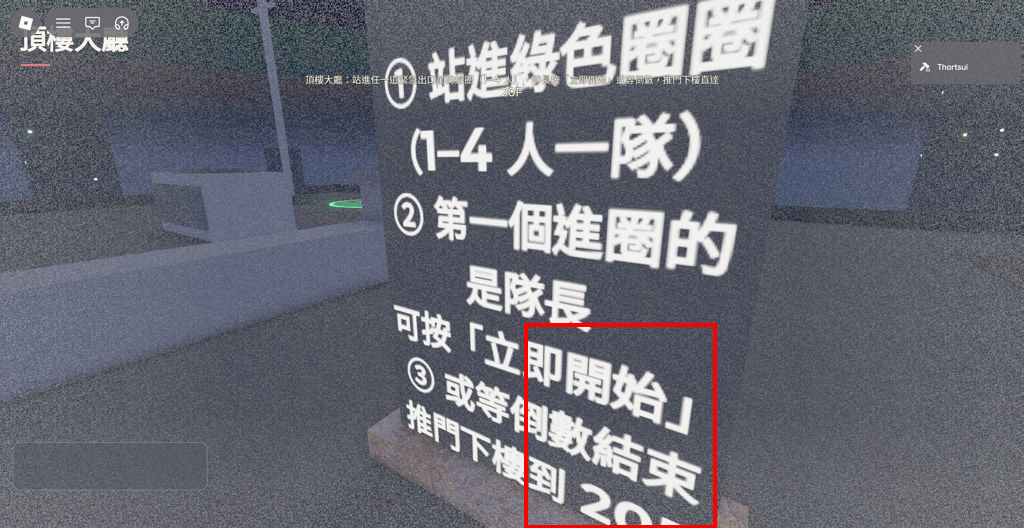 頂樓大廳
Thortsui
20F
① 站進綠色圈圈
(1–4 人一隊)
② 第一個進圈的
是隊長
可按「立即開始」
③ 或等倒數結束
推門下樓到 20F